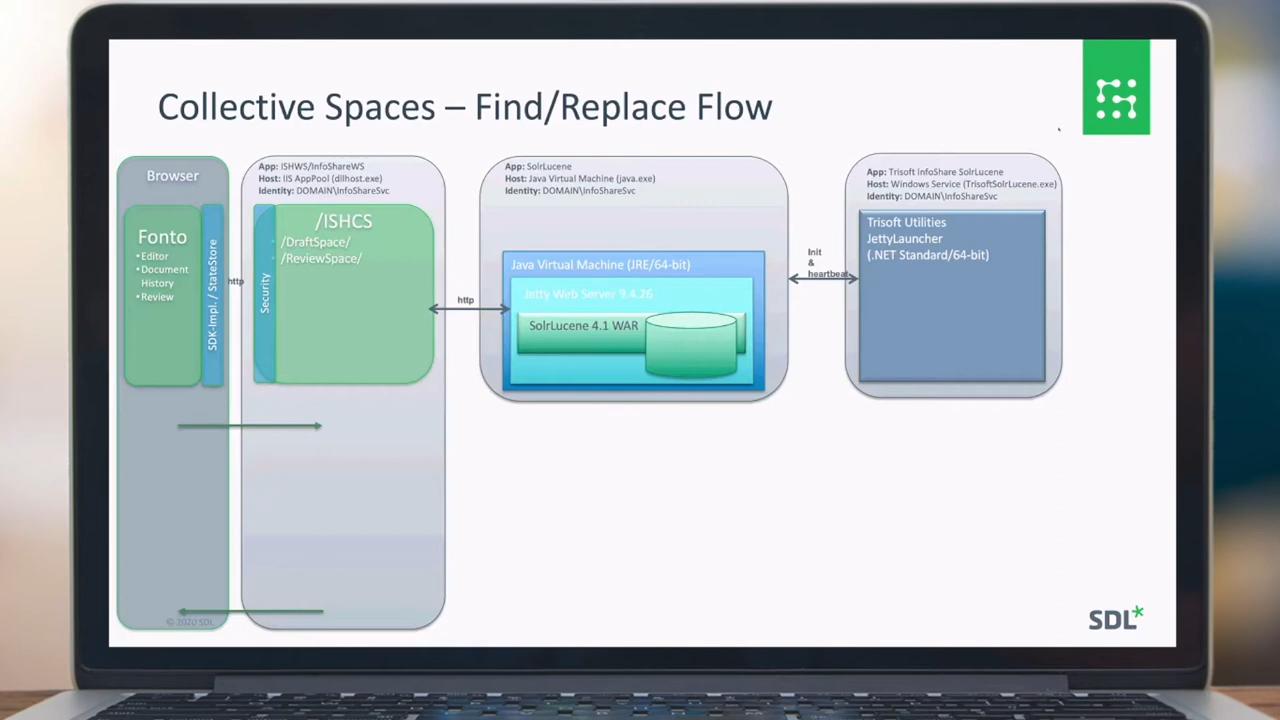 Collective Spaces – Find/Replace Flow
Browser
Fonto
•Editor
•Document
History
•Review
SDK-Impl. / StateStore
http
App: ISHWS/InfoShareWS
Host: IIS AppPool (dllhost.exe)
Identity: DOMAIN\InfoShareSvc
Security
/ISHCS
• /DraftSpace/
• /ReviewSpace/
http
App: SolrLucene
Host: Java Virtual Machine (java.exe)
Identity: DOMAIN\InfoShareSvc
Java Virtual Machine (JRE/64-bit)
Jetty Web Server 9.4.26
SolrLucene 4.1 WAR
Init
&
heartbeat
App: Trisoft InfoShare SolrLucene
Host: Windows Service (TrisoftSolrLucene.exe)
Identity: DOMAIN\InfoShareSvc
Trisoft Utilities
JettyLauncher
(.NET Standard/64-bit)
© 2020 SDL
SDL*